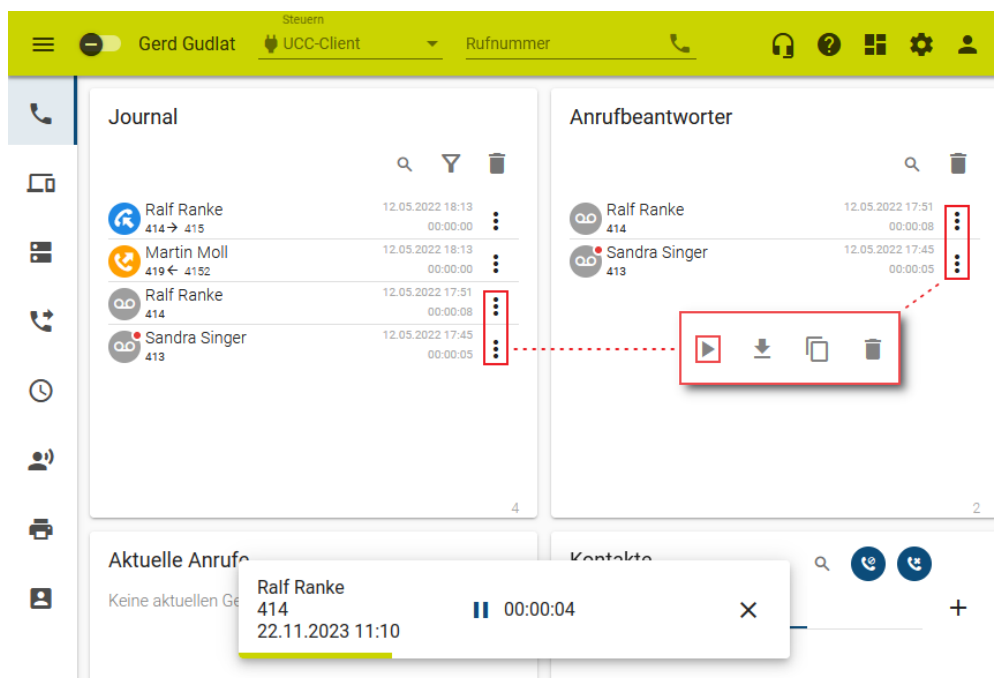 Steuern
Gerd Gudlat
UCC-Client
Rufnummer
Journal
Ralf Ranke
12.05.2022 18:13
414 → 415
00:00:00
Martin Moll
12.05.2022 18:13
419 ← 4152
00:00:00
Ralf Ranke
12.05.2022 17:51
414
00:00:08
Sandra Singer
12.05.2022 17:45
413
00:00:05
4
Anrufbeantworter
Ralf Ranke
12.05.2022 17:51
414
00:00:08
Sandra Singer
12.05.2022 17:45
413
00:00:05
2
Aktuelle Anrufe
Keine aktuellen Ge
Kontakte
Ralf Ranke
414
00:00:04
22.11.2023 11:10